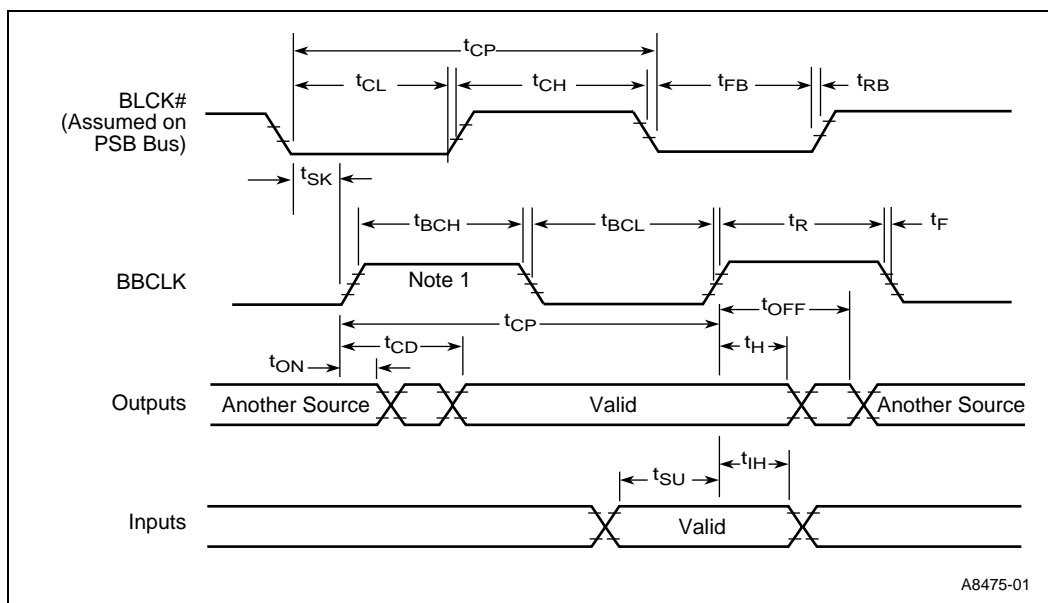 tCP
tCL
tCH
tFB
tRB
BLCK#
(Assumed on
PSB Bus)
tSK
tBCH
tBCL
tR
tF
BBCLK
Note 1
tOFF
tCP
tCD
tH
tON
Outputs
Another Source
Valid
Another Source
tIH
tSU
Inputs
Valid
A8475-01